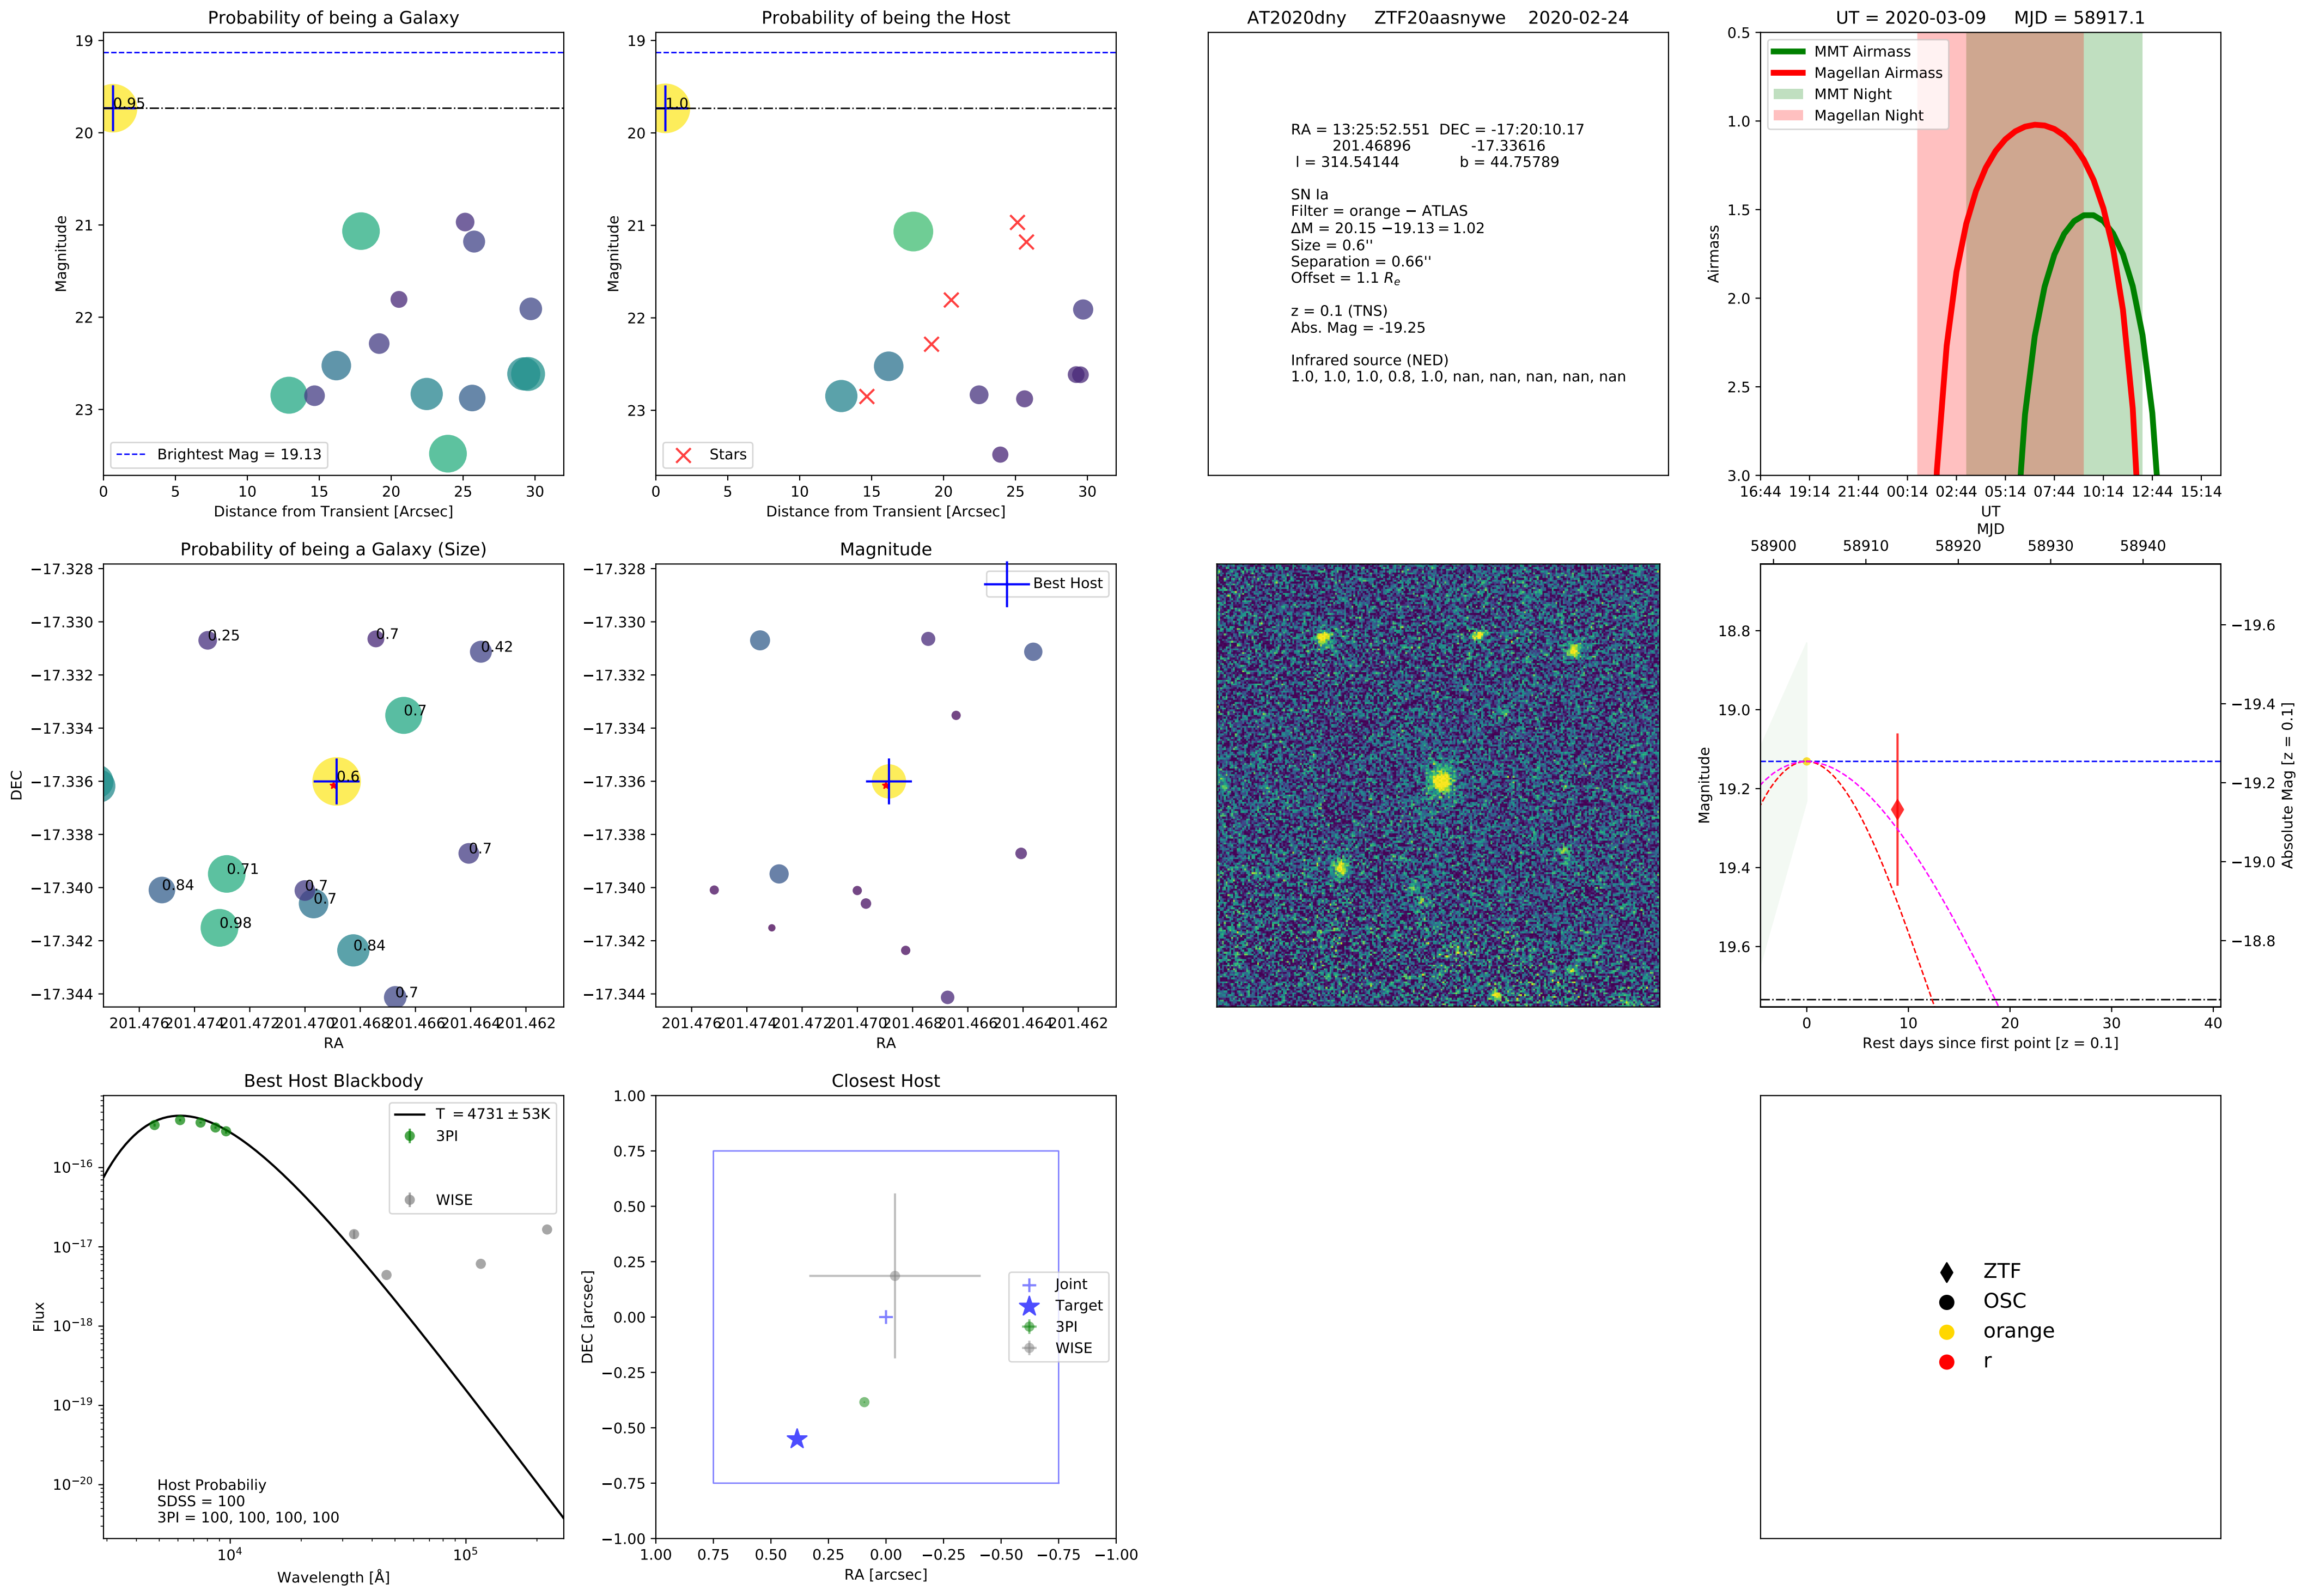 Probability of being a Galaxy
Magnitude
19
20
21
22
23
0.95
Brightest Mag = 19.13
0
5
10
15
20
25
30
Distance from Transient [Arcsec]
Probability of being the Host
Magnitude
19
20
21
22
23
1.0
Stars
0
5
10
15
20
25
30
Distance from Transient [Arcsec]
AT2020dny ZTF20aasnywe 2020-02-24
RA = 13:25:52.551 DEC = -17:20:10.17
201.46896 -17.33616
l = 314.54144 b = 44.75789
SN Ia
Filter = orange − ATLAS
ΔM = 20.15 −19.13 = 1.02
Size = 0.6''
Separation = 0.66''
Offset = 1.1 Re
z = 0.1 (TNS)
Abs. Mag = -19.25
Infrared source (NED)
1.0, 1.0, 1.0, 0.8, 1.0, nan, nan, nan, nan, nan
UT = 2020-03-09 MJD = 58917.1
Airmass
0.5
1.0
1.5
2.0
2.5
3.0
MMT Airmass
Magellan Airmass
MMT Night
Magellan Night
16:44
19:14
21:44
00:14
02:44
05:14
07:44
10:14
12:44
15:14
UT
Probability of being a Galaxy (Size)
DEC
−17.328
−17.330
−17.332
−17.334
−17.336
−17.338
−17.340
−17.342
−17.344
0.25
0.7
0.42
0.7
0.6
0.7
0.71
0.84
0.7
0.7
0.98
0.84
0.7
201.476
201.474
201.472
201.470
201.468
201.466
201.464
201.462
RA
Magnitude
−17.328
−17.330
−17.332
−17.334
−17.336
−17.338
−17.340
−17.342
−17.344
Best Host
201.476
201.474
201.472
201.470
201.468
201.466
201.464
201.462
RA
MJD
58900
58910
58920
58930
58940
Magnitude
18.8
19.0
19.2
19.4
19.6
−19.6
−19.4
−19.2
−19.0
−18.8
Absolute Mag [z = 0.1]
0
10
20
30
40
Rest days since first point [z = 0.1]
Best Host Blackbody
Flux
10−16
10−17
10−18
10−19
10−20
T = 4731 ± 53K
3PI
WISE
Host Probabiliy
SDSS = 100
3PI = 100, 100, 100, 100
104
105
Wavelength [Å]
Closest Host
DEC [arcsec]
1.00
0.75
0.50
0.25
0.00
−0.25
−0.50
−0.75
−1.00
Joint
Target
3PI
WISE
1.00
0.75
0.50
0.25
0.00
−0.25
−0.50
−0.75
−1.00
RA [arcsec]
ZTF
OSC
orange
r